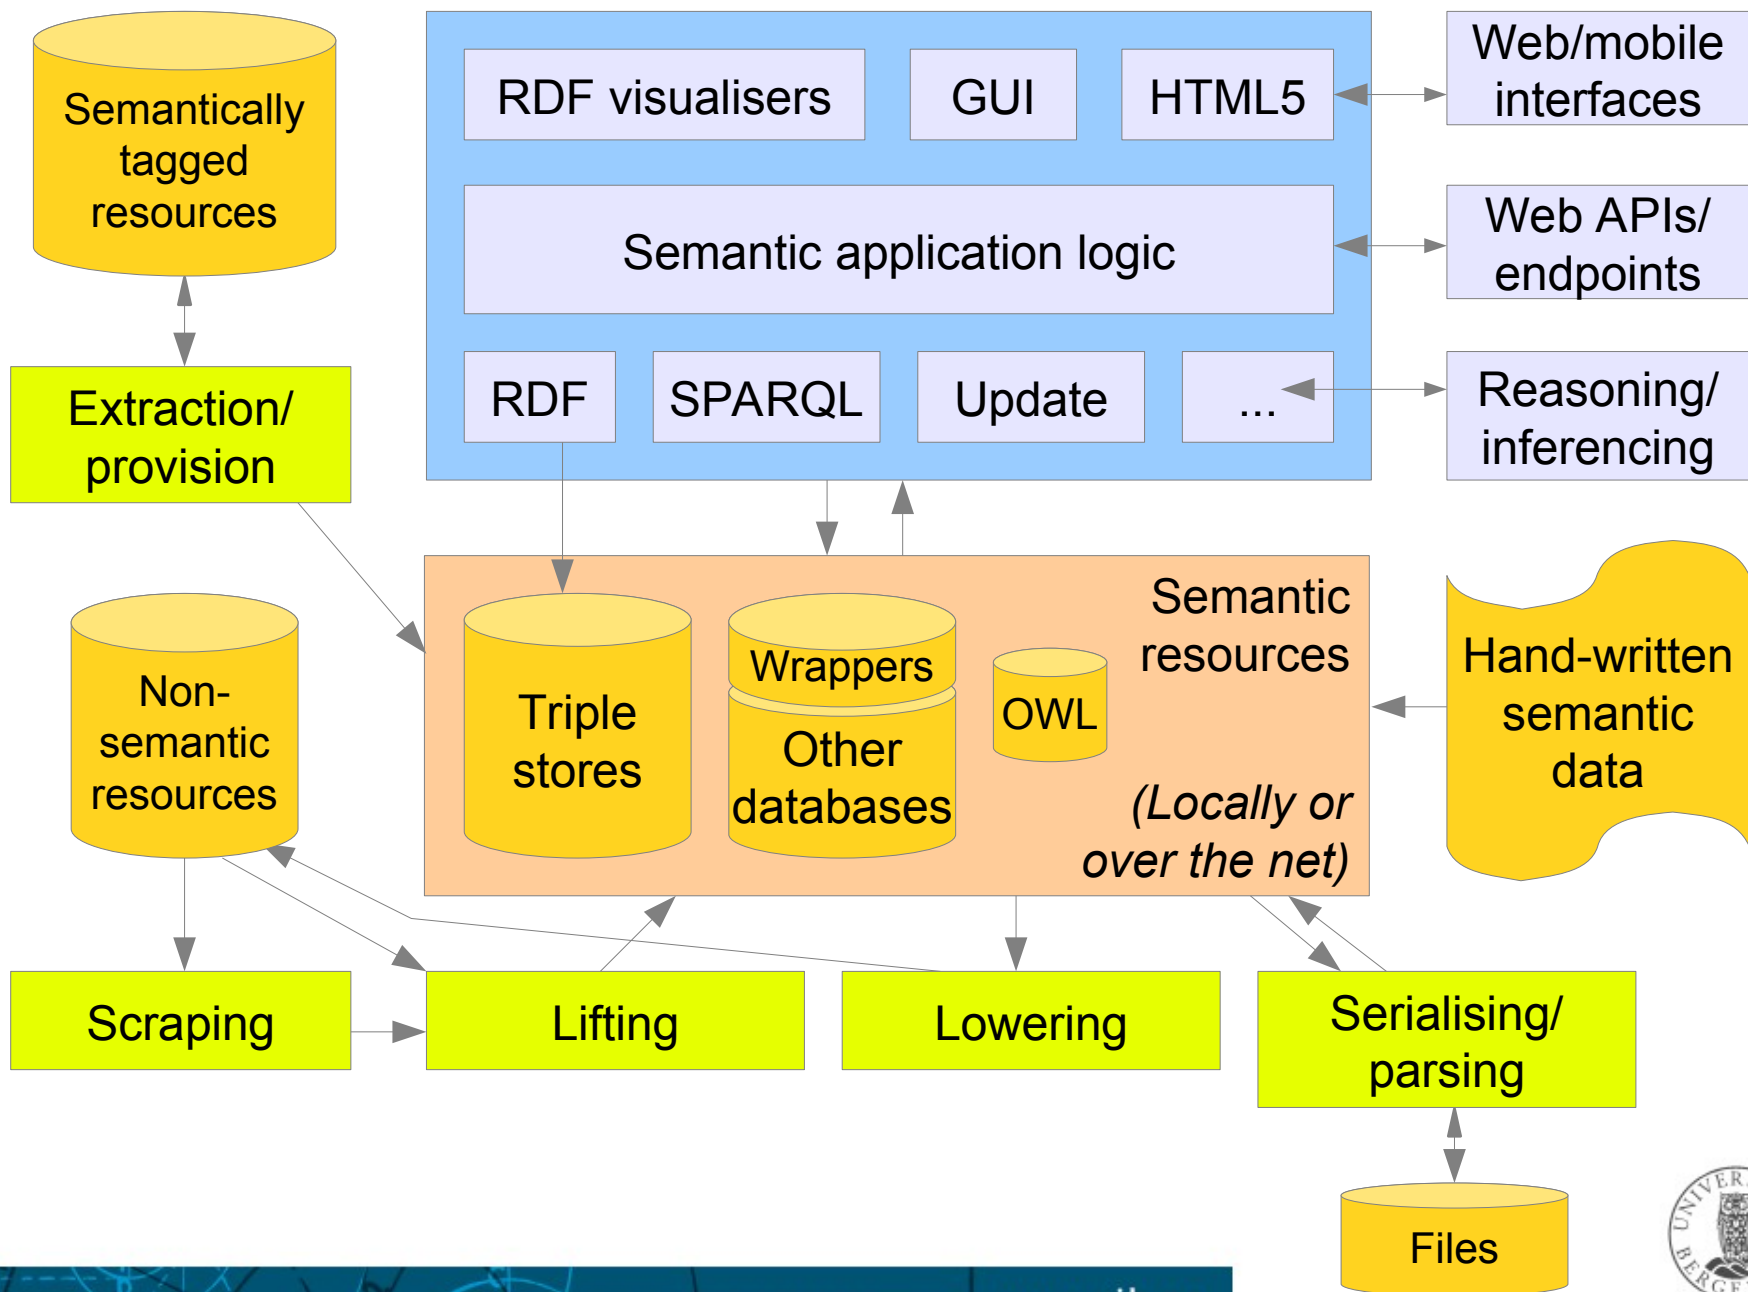 Semantically
tagged
resources
RDF visualisers
GUI
HTML5
Web/mobile
interfaces
Semantic application logic
Web APIs/
endpoints
Extraction/
provision
RDF
SPARQL
Update
...
Reasoning/
inferencing
Non-
semantic
resources
Triple
stores
Wrappers
Other
databases
OWL
Semantic
resources
(Locally or
over the net)
Hand-written
semantic
data
Scraping
Lifting
Lowering
Serialising/
parsing
Files